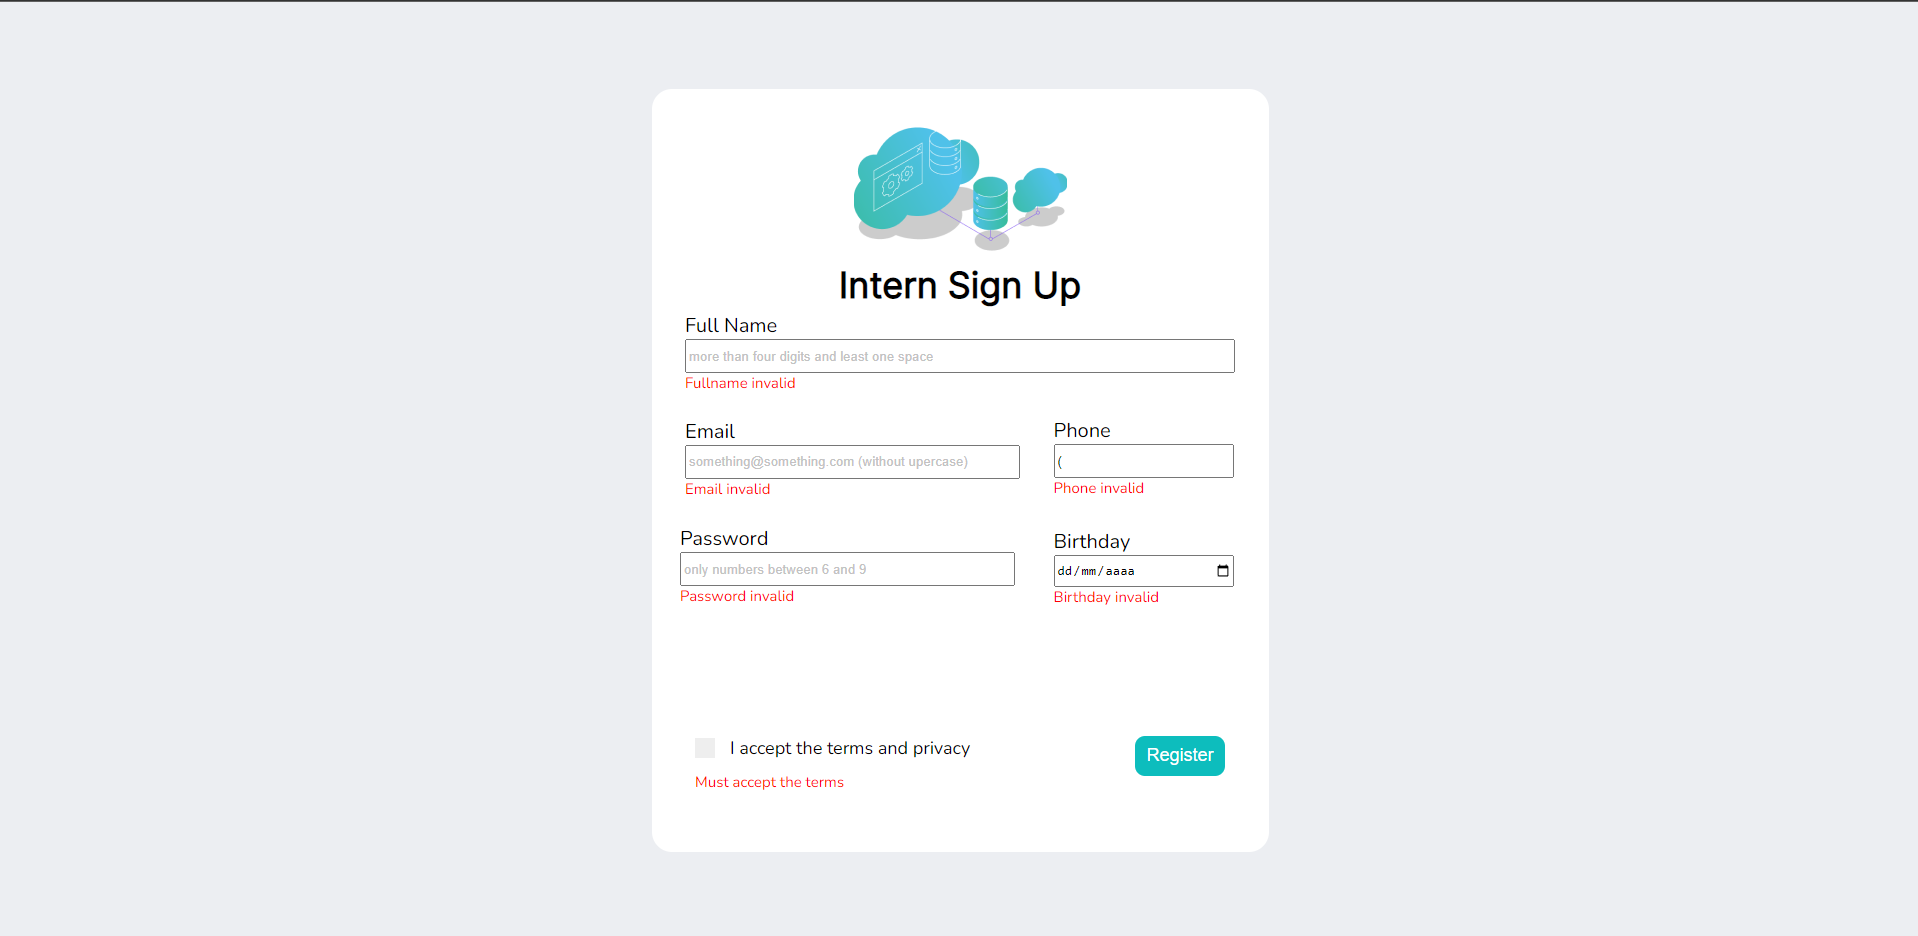 Intern Sign Up
Full Name
more than four digits and least one space
Fullname invalid
Email
something@something.com (without upercase)
Email invalid
Phone
(
Phone invalid
Password
only numbers between 6 and 9
Password invalid
Birthday
dd/mm/aaaa
Birthday invalid
I accept the terms and privacy
Must accept the terms
Register